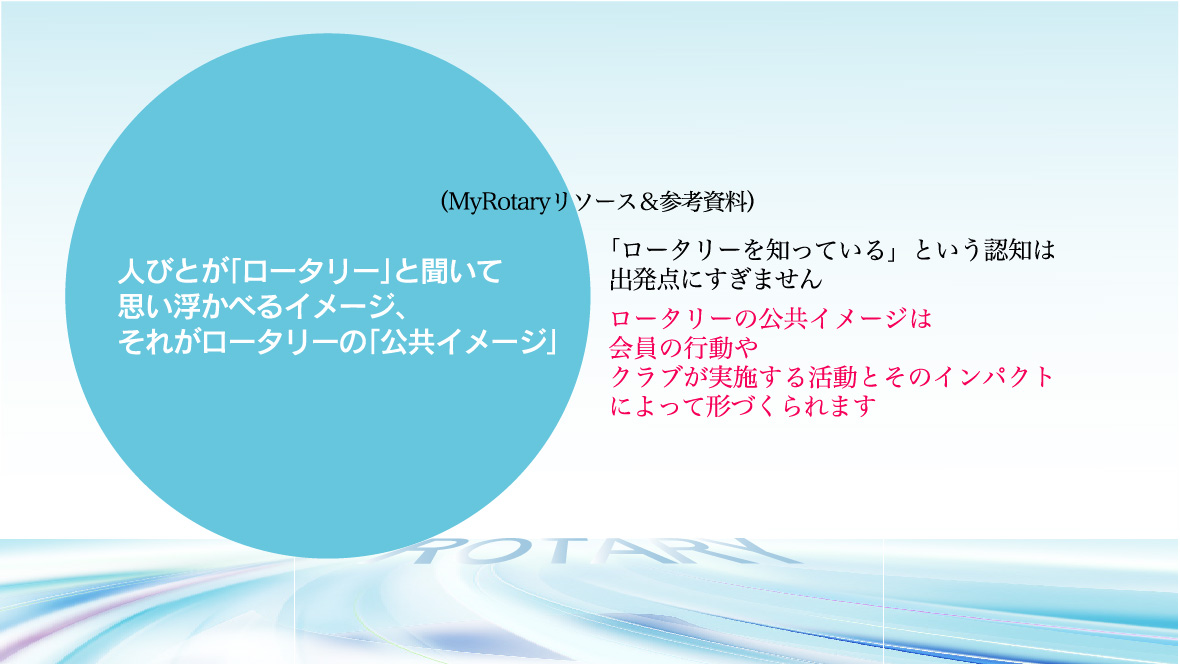 （MyRotaryリソース＆参考資料）
人びとが｢ロータリー｣と聞いて
思い浮かべるイメージ、
それがロータリーの｢公共イメージ｣
「ロータリーを知っている」という認知は
出発点にすぎません
ロータリーの公共イメージは
会員の行動や
クラブが実施する活動とそのインパクト
によって形づくられます
ROTARY